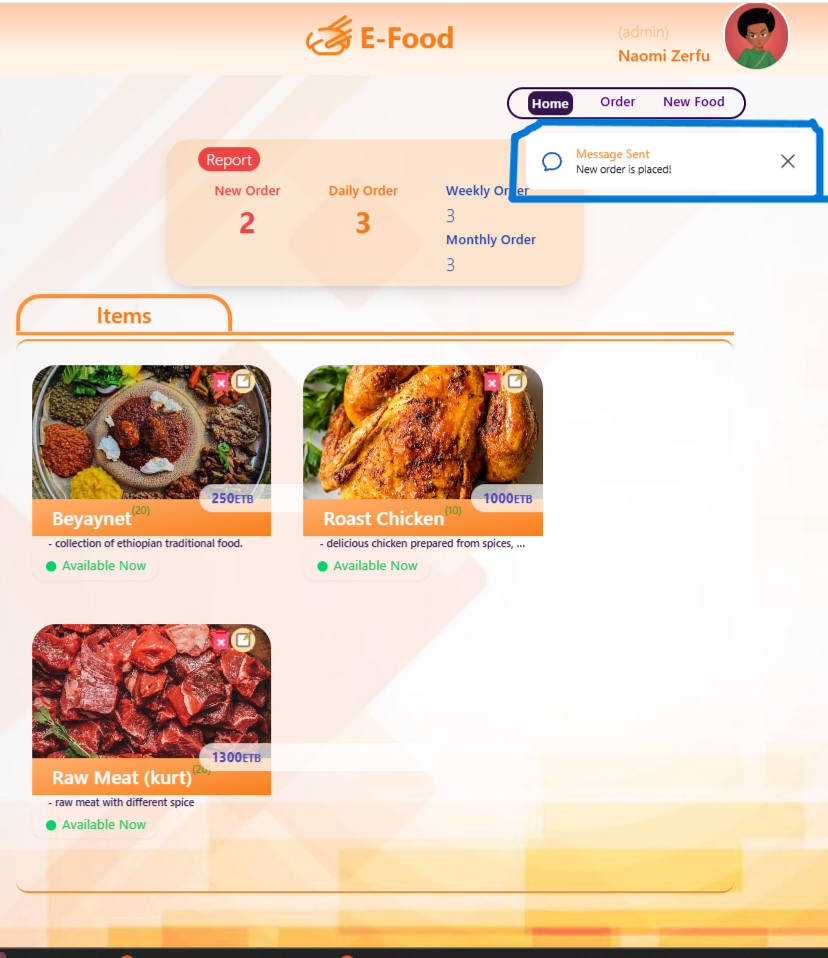 E-Food
(admin)
Naomi Zerfu
Home Order New Food
Message Sent
New order is placed!
Report
New Order Daily Order Weekly Order
2 3 3
Monthly Order
3
Items
250ETB
Beyaynet(20)
- collection of ethiopian traditional food.
Available Now
1000ETB
Roast Chicken(10)
- delicious chicken prepared from spices, ...
Available Now
1300ETB
Raw Meat (kurt)(20)
- raw meat with different spice
Available Now